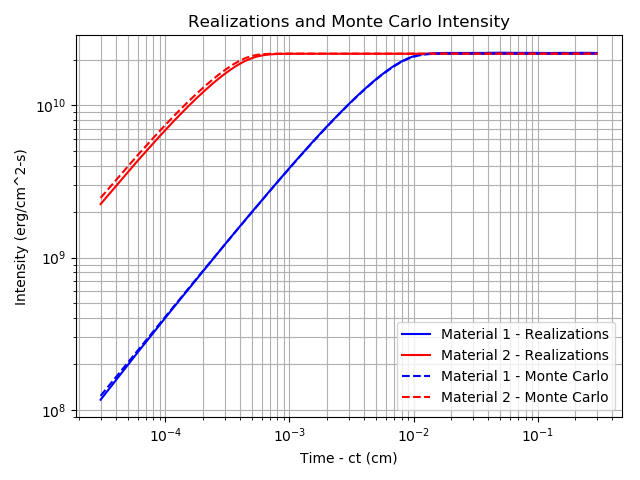 Realizations and Monte Carlo Intensity
Intensity (erg/cm^2-s)
10^10
10^9
10^8
Material 1 - Realizations
Material 2 - Realizations
Material 1 - Monte Carlo
Material 2 - Monte Carlo
10^-4 10^-3 10^-2 10^-1
Time - ct (cm)